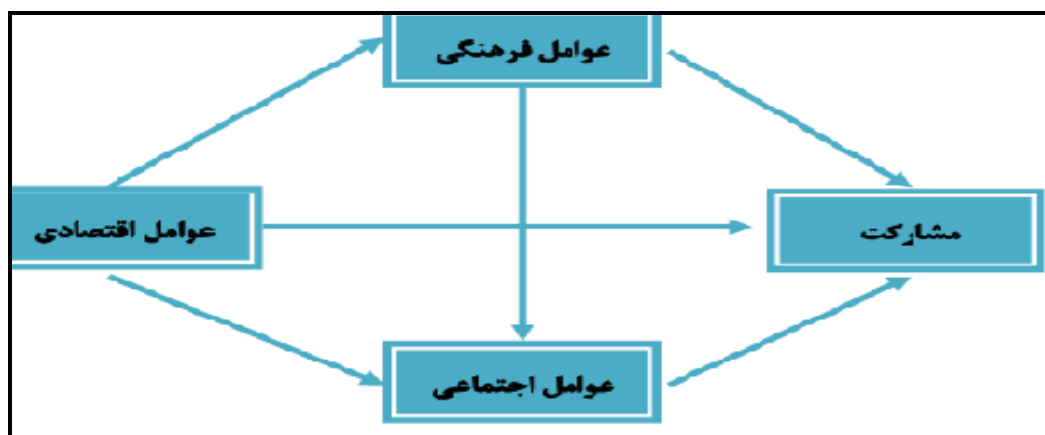 عوامل فرهنگی
عوامل اقتصادی
مشارکت
عوامل اجتماعی